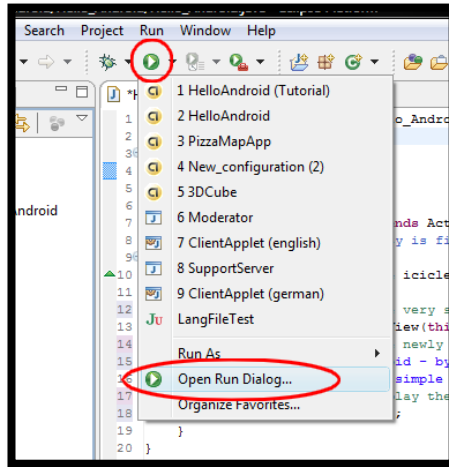 Search Project Run Window Help
1 HelloAndroid (Tutorial)
2 HelloAndroid
3 PizzaMapApp
4 New_configuration (2)
5 3DCube
6 Moderator
7 ClientApplet (english)
8 SupportServer
9 ClientApplet (german)
Ju LangFileTest
Run As
Open Run Dialog...
Organize Favorites...
ndroid
J
1
2
3
4
5
6
7
8
9
10
11
12
13
14
15
17
18
19 }
20 }
o_Andro
nds Act
y is fi
icicle
very s
iew(thi
newly
id - by
simple
lay the
;